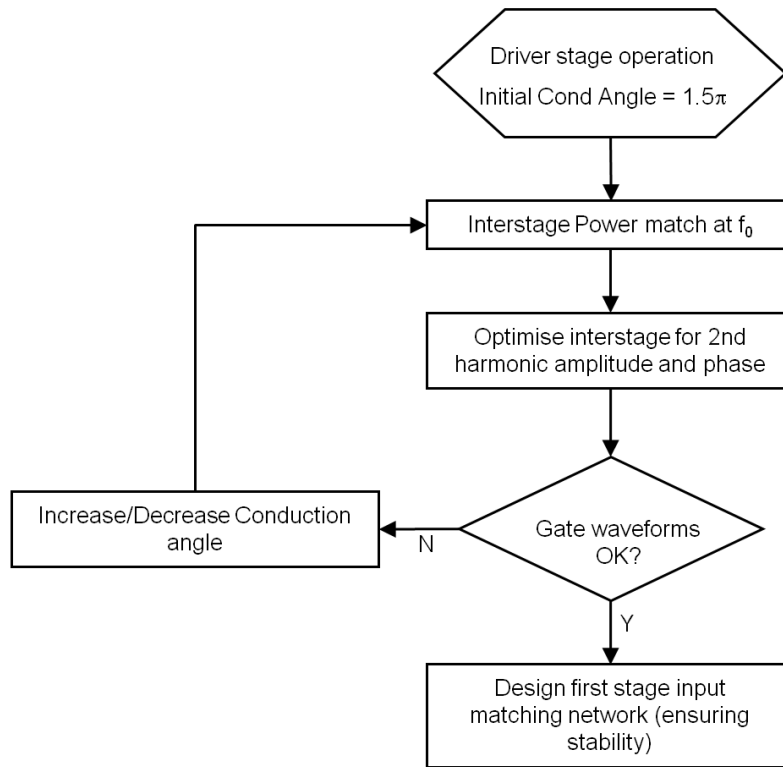 Driver stage operation
Initial Cond Angle = 1.5π
Interstage Power match at f₀
Optimise interstage for 2nd
harmonic amplitude and phase
Increase/Decrease Conduction
angle
N
Gate waveforms
OK?
Y
Design first stage input
matching network (ensuring
stability)